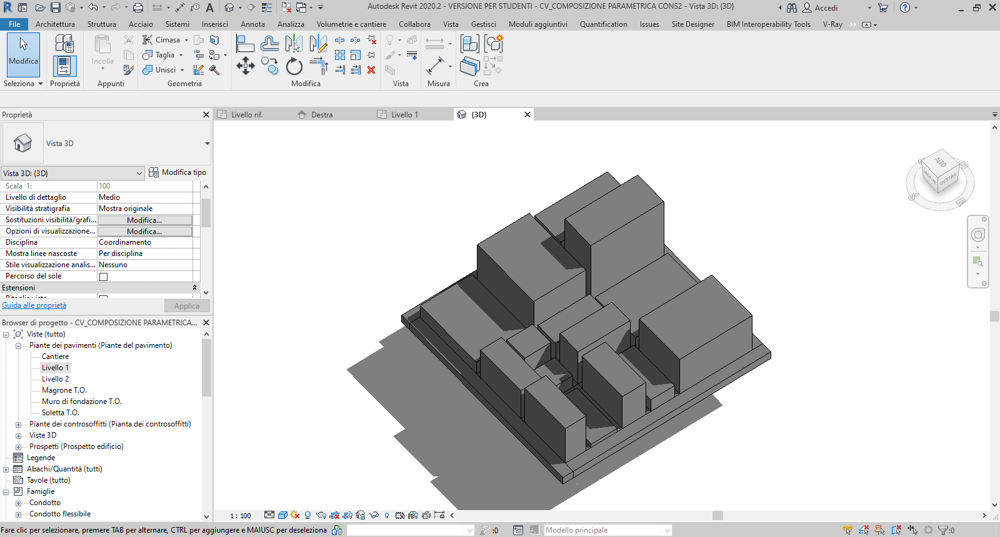 Autodesk Revit 2020.2 - VERSIONE PER STUDENTI - CV_COMPOSIZIONE PARAMETRICA CONS2 - Vista 3D: {3D}
Accedi
File Architettura Struttura Acciaio Sistemi Inserisci Annota Analizza Volumetrie e cantiere Collabora Vista Gestisci Moduli aggiuntivi Quantification Issues Site Designer BIM Interoperability Tools V-Ray
Modifica
Incolla
Cimasa
Taglia
Unisci
Seleziona Proprietà Appunti Geometria Modifica Vista Misura Crea
Proprietà
Livello rif. Destra Livello 1 {3D}
Vista 3D
Vista 3D: {3D} Modifica tipo
Scala 1: 100
Livello di dettaglio Medio
Visibilità stratigrafia Mostra originale
Sostituzioni visibilità/grafi... Modifica...
Opzioni di visualizzazione... Modifica...
Disciplina Coordinamento
Mostra linee nascoste Per disciplina
Stile visualizzazione analis... Nessuno
Percorso del sole
Estensioni
Guida alle proprietà Applica
Browser di progetto - CV_COMPOSIZIONE PARAMETRICA...
Viste (tutto)
Piante dei pavimenti (Piante del pavimento)
Cantiere
Livello 1
Livello 2
Magrone T.O.
Muro di fondazione T.O.
Soletta T.O.
Piante dei controsoffitti (Pianta dei controsoffitti)
Viste 3D
Prospetti (Prospetto edificio)
Legende
Abachi/Quantità (tutti)
Tavole (tutto)
Famiglie
Condotto
Condotto flessibile
ALTO
DESTRA
1 : 100
Fare clic per selezionare, premere TAB per alternare, CTRL per aggiungere e MAIUSC per deseleziona
:0
Modello principale
:0